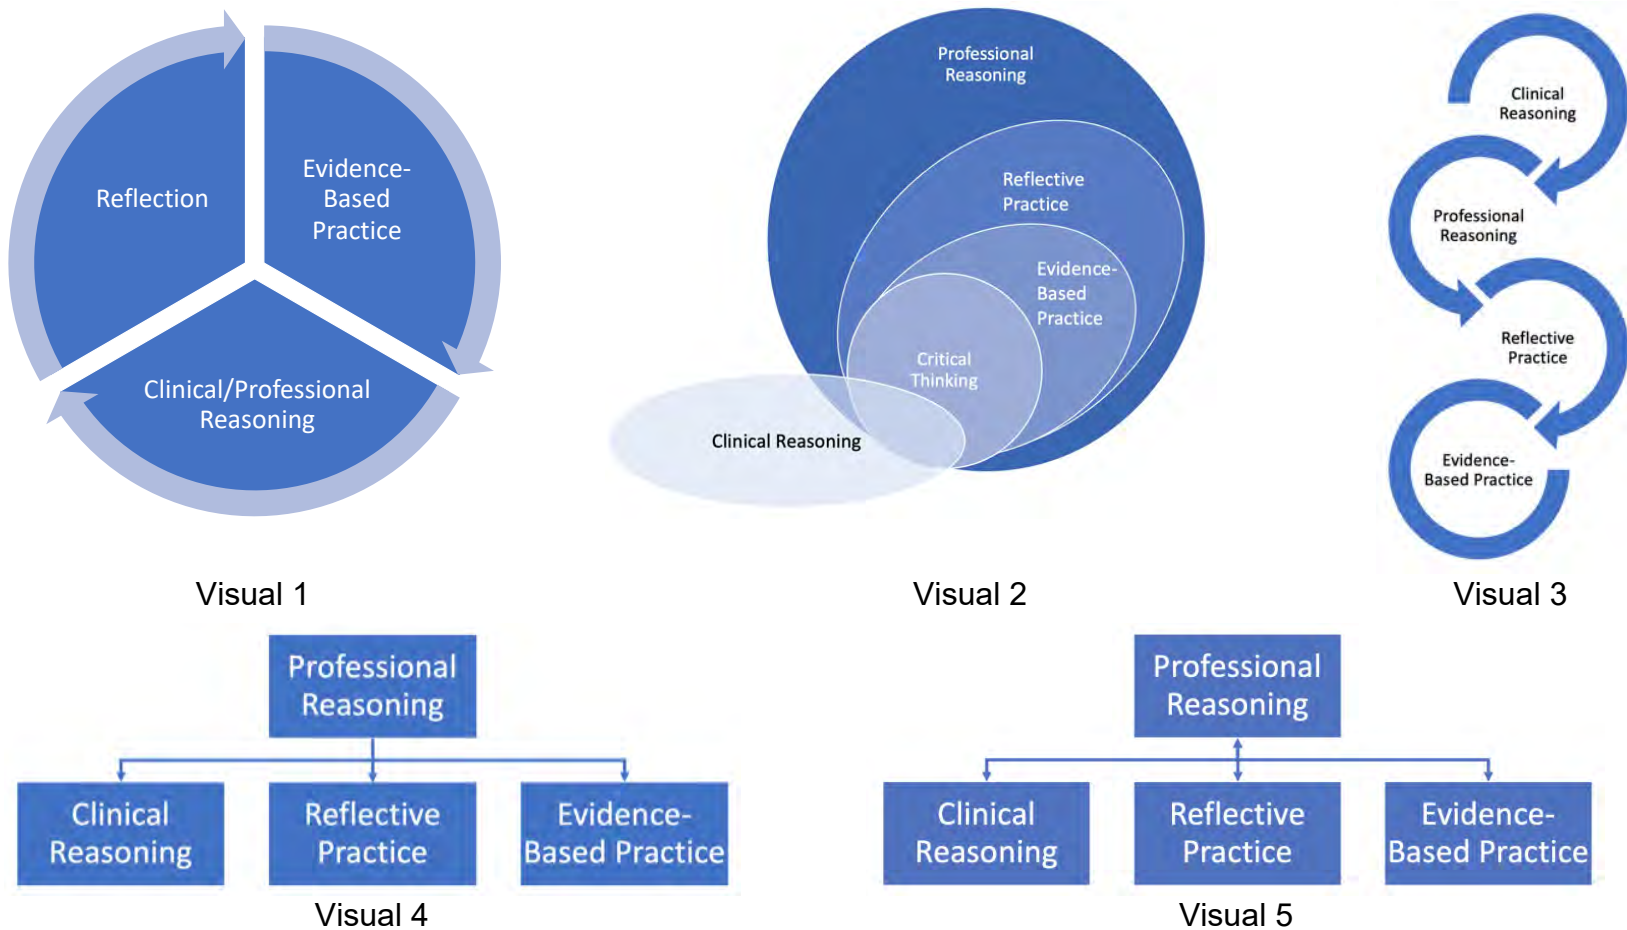 Reflection
Evidence-
Based
Practice
Clinical/Professional
Reasoning
Visual 1
Professional
Reasoning
Reflective
Practice
Evidence-
Based
Practice
Critical
Thinking
Clinical Reasoning
Visual 2
Clinical
Reasoning
Professional
Reasoning
Reflective
Practice
Evidence-
Based Practice
Visual 3
Professional
Reasoning
Clinical
Reasoning
Reflective
Practice
Evidence-
Based Practice
Visual 4
Professional
Reasoning
Clinical
Reasoning
Reflective
Practice
Evidence-
Based Practice
Visual 5